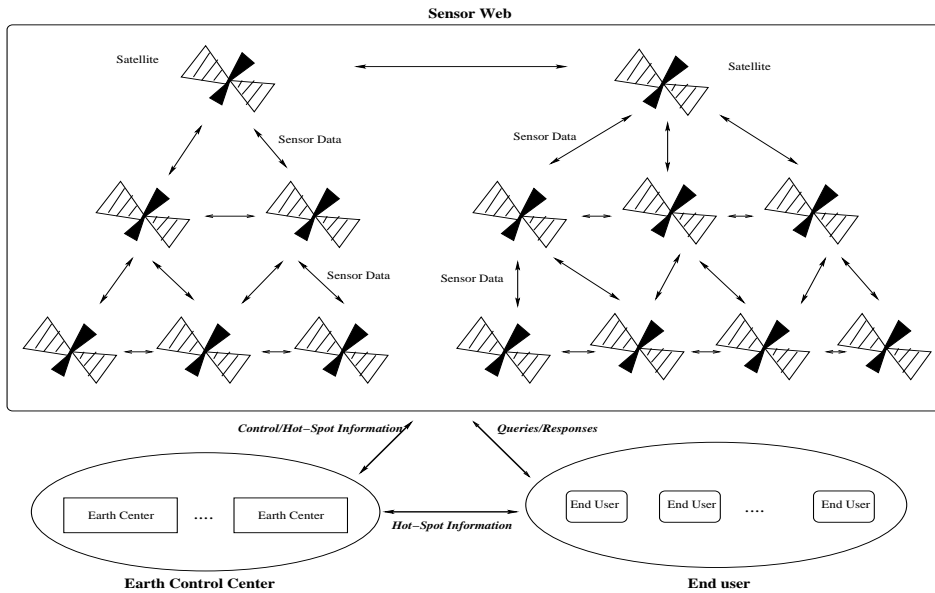 Sensor Web
Satellite
Satellite
Sensor Data
Sensor Data
Sensor Data
Sensor Data
Control/Hot-Spot Information
Queries/Responses
Earth Center
....
Earth Center
End User
End User
....
End User
Hot-Spot Information
Earth Control Center
End user